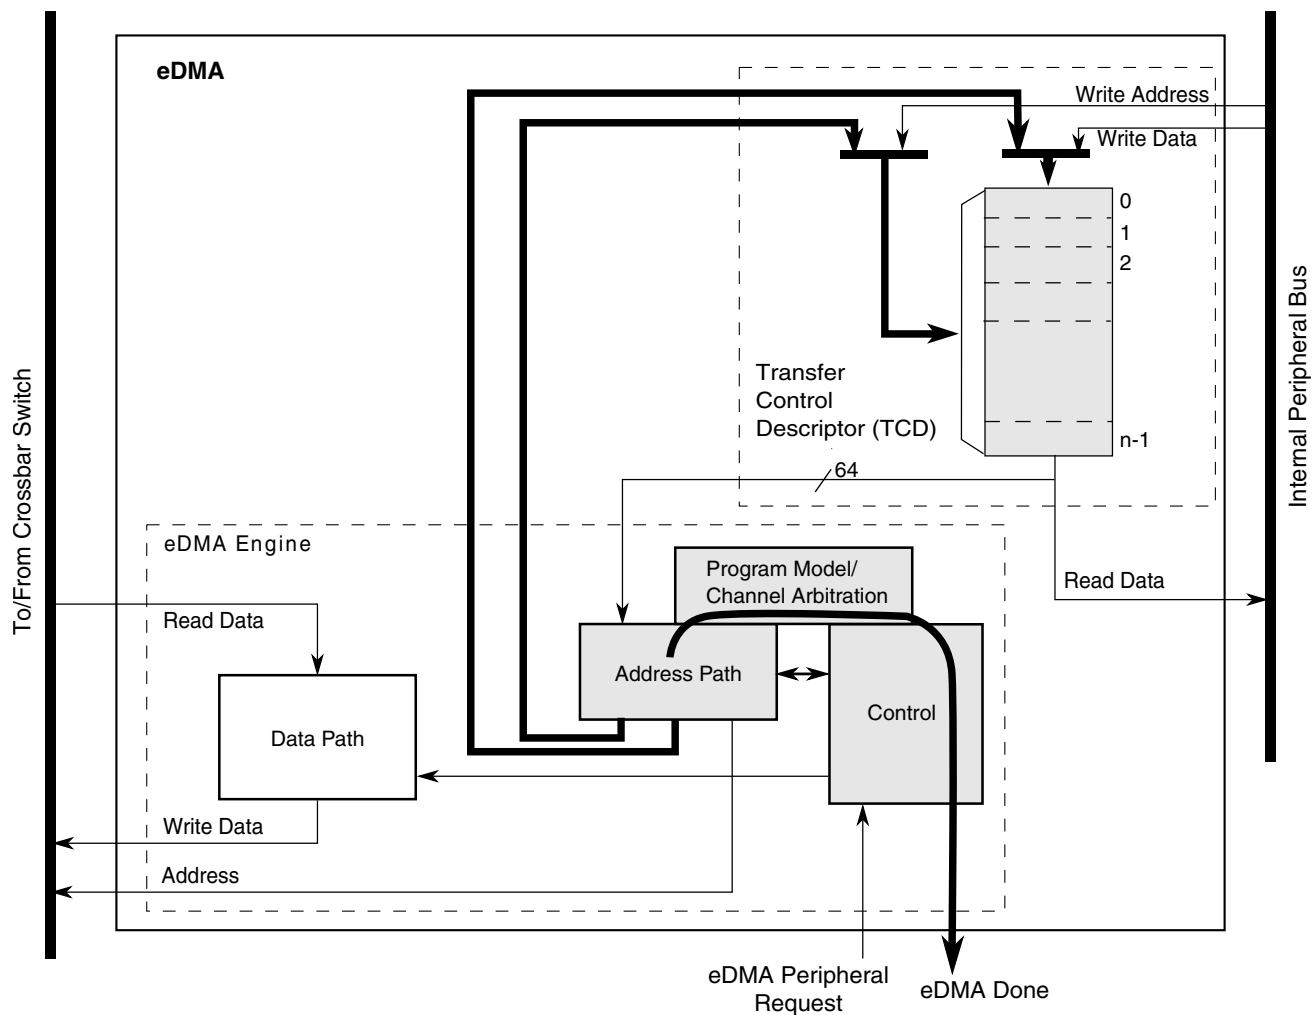 eDMA
Write Address
Write Data
0
1
2
n-1
Transfer
Control
Descriptor (TCD)
64
Internal Peripheral Bus
To/From Crossbar Switch
eDMA Engine
Program Model/
Channel Arbitration
Read Data
Read Data
Address Path
Control
Data Path
Write Data
Address
eDMA Peripheral
Request
eDMA Done